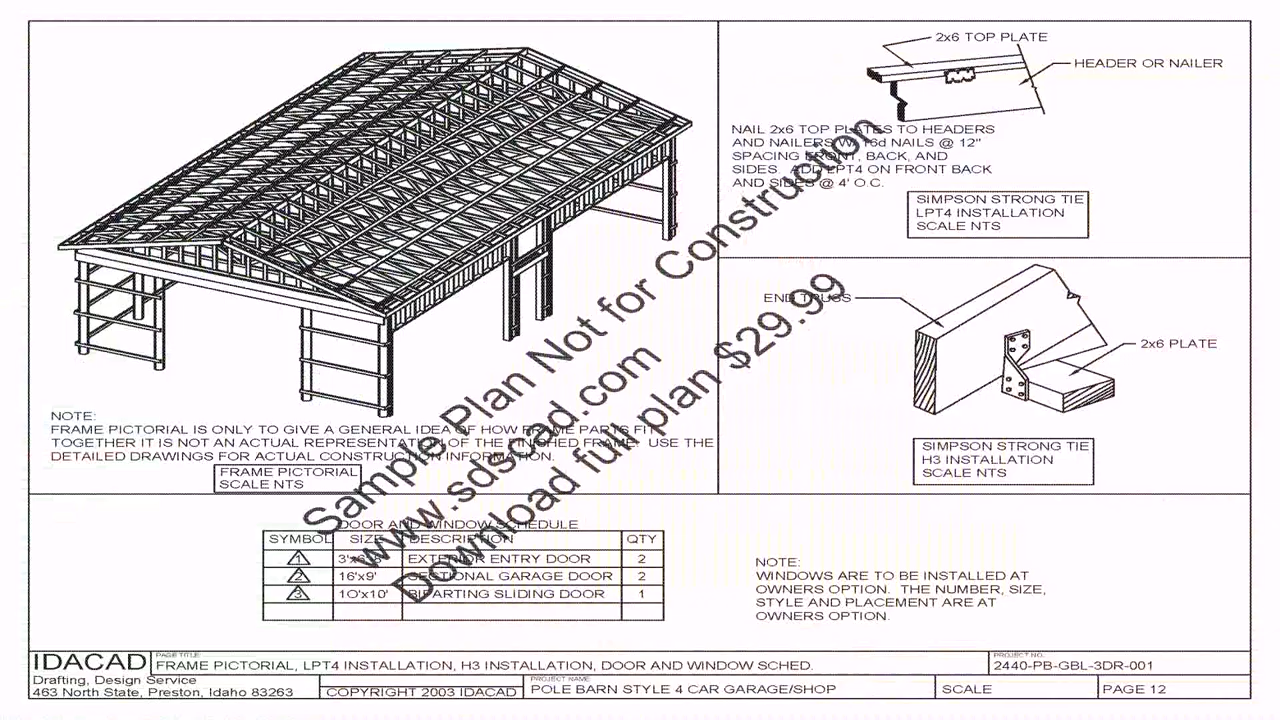 2x6 TOP PLATE
HEADER OR NAILER
NAIL 2x6 TOP PLATES TO HEADERS
AND NAILERS W/ 16d NAILS @ 12"
SPACING FRONT, BACK, AND
SIDES. ADD LPT4 ON FRONT BACK
AND SIDES @ 4' O.C.
SIMPSON STRONG TIE
LPT4 INSTALLATION
SCALE NTS
END TRUSS
2x6 PLATE
SIMPSON STRONG TIE
H3 INSTALLATION
SCALE NTS
NOTE:
FRAME PICTORIAL IS ONLY TO GIVE A GENERAL IDEA OF HOW FRAME PARTS FIT
TOGETHER IT IS NOT AN ACTUAL REPRESENTATION OF THE FINISHED FRAME. USE THE
DETAILED DRAWINGS FOR ACTUAL CONSTRUCTION INFORMATION.
FRAME PICTORIAL
SCALE NTS
Sample Plan Not for Construction
www.sdscad.com
Download full plan $29.99
DOOR AND WINDOW SCHEDULE
SYMBOL SIZE DESCRIPTION QTY
1 EXTERIOR ENTRY DOOR 2
2 16'x9' SECTIONAL GARAGE DOOR 2
3 10'x10' BIPARTING SLIDING DOOR 1
NOTE:
WINDOWS ARE TO BE INSTALLED AT
OWNERS OPTION. THE NUMBER, SIZE,
STYLE AND PLACEMENT ARE AT
OWNERS OPTION.
IDACAD
Drafting, Design Service
463 North State, Preston, Idaho 83263
PAGE TITLE:
FRAME PICTORIAL, LPT4 INSTALLATION, H3 INSTALLATION, DOOR AND WINDOW SCHED.
PROJECT NO.
2440-PB-GBL-3DR-001
COPYRIGHT 2003 IDACAD
PROJECT NAME:
POLE BARN STYLE 4 CAR GARAGE/SHOP
SCALE
PAGE 12